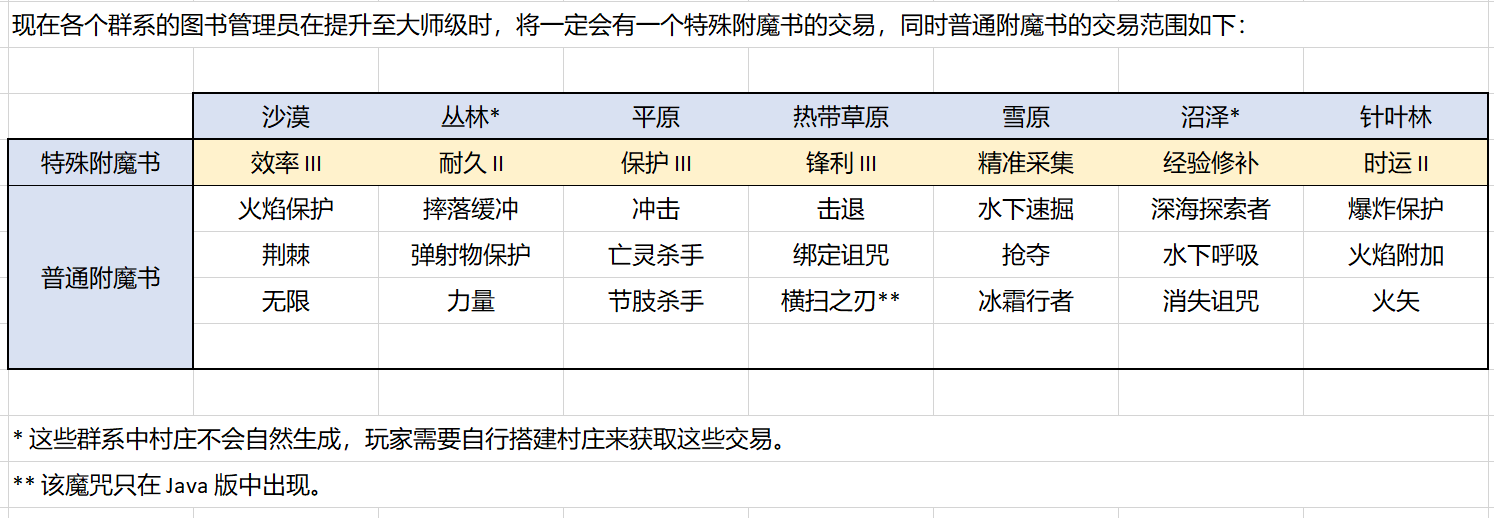 现在各个群系的图书管理员在提升至大师级时，将一定会有一个特殊附魔书的交易，同时普通附魔书的交易范围如下：
沙漠 丛林* 平原 热带草原 雪原 沼泽* 针叶林
特殊附魔书 效率 III 耐久 II 保护 III 锋利 III 精准采集 经验修补 时运 II
火焰保护 摔落缓冲 冲击 击退 水下速掘 深海探索者 爆炸保护
普通附魔书 荆棘 弹射物保护 亡灵杀手 绑定诅咒 抢夺 水下呼吸 火焰附加
无限 力量 节肢杀手 横扫之刃** 冰霜行者 消失诅咒 火矢
* 这些群系中村庄不会自然生成，玩家需要自行搭建村庄来获取这些交易。
** 该魔咒只在 Java 版中出现。